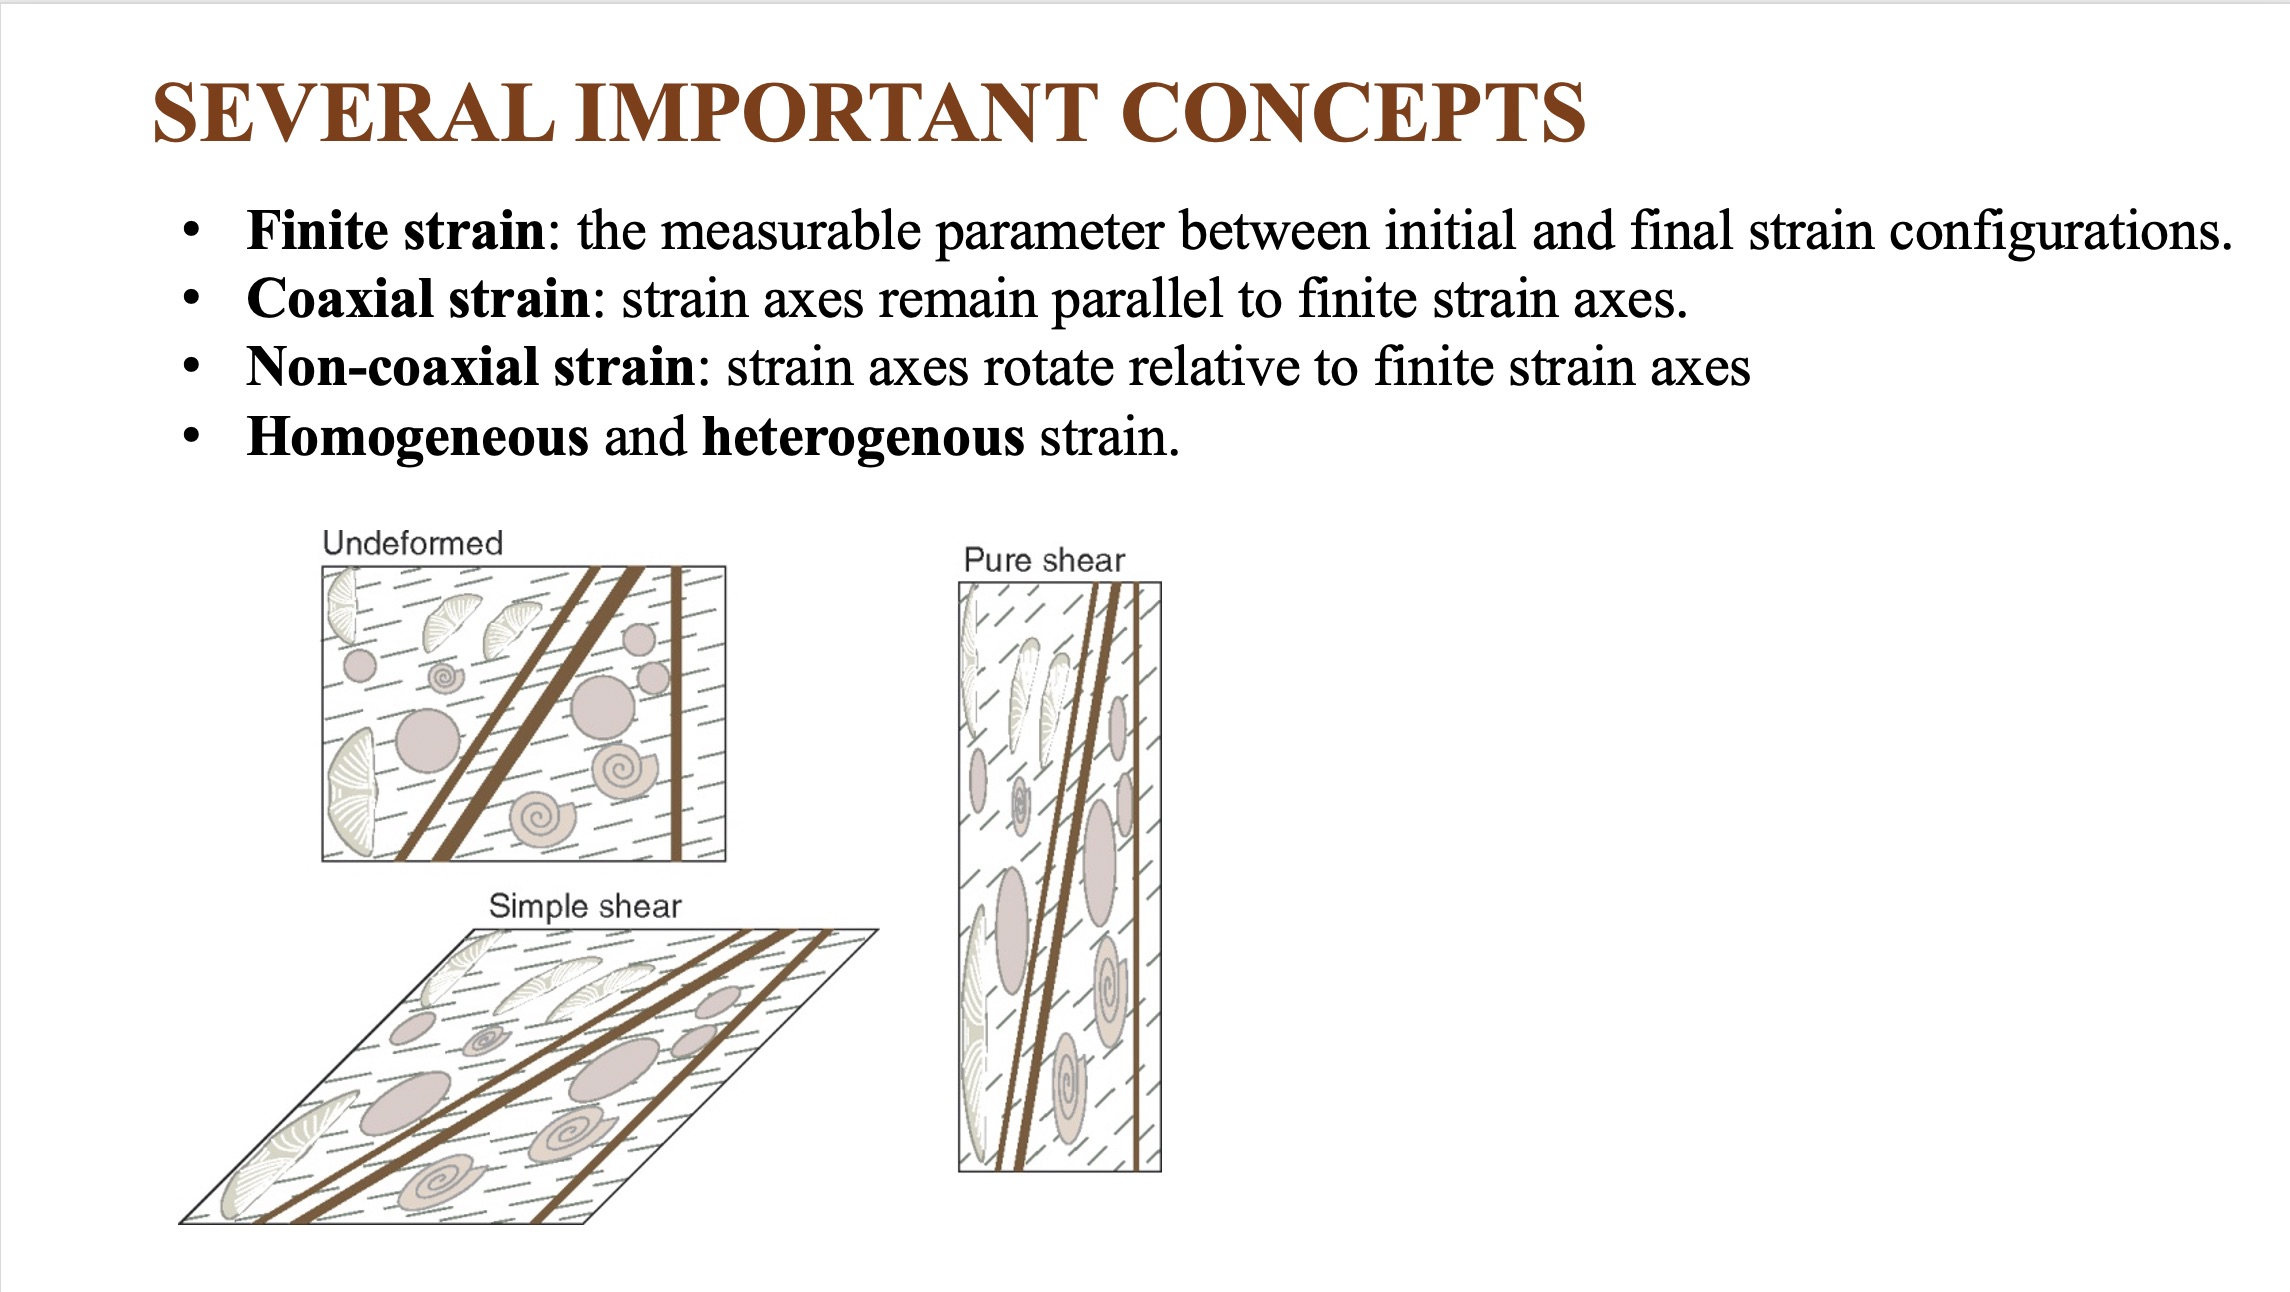 SEVERAL IMPORTANT CONCEPTS
• Finite strain: the measurable parameter between initial and final strain configurations.
• Coaxial strain: strain axes remain parallel to finite strain axes.
• Non-coaxial strain: strain axes rotate relative to finite strain axes
• Homogeneous and heterogenous strain.
Undeformed
Pure shear
Simple shear